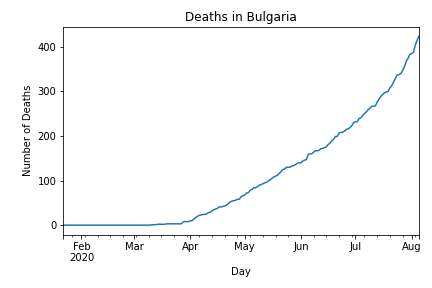 Deaths in Bulgaria
Number of Deaths
400
300
200
100
0
Feb
2020
Mar
Apr
May
Jun
Jul
Aug
Day